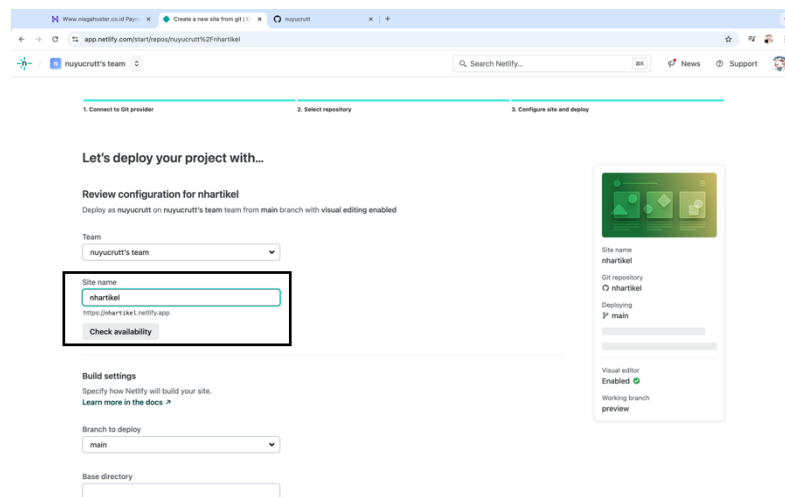 Www.niagahoster.co.id Paym
Create a new site from git | C
nuyucrutt
app.netlify.com/start/repos/nuyucrutt%2Fnhartikel
N nuyucrutt's team
Search Netlify...
⌘K
News
Support
1. Connect to Git provider
2. Select repository
3. Configure site and deploy
Let's deploy your project with...
Review configuration for nhartikel
Deploy as nuyucrutt on nuyucrutt's team team from main branch with visual editing enabled
Team
nuyucrutt's team
Site name
nhartikel
https://nhartikel.netlify.app
Check availability
Build settings
Specify how Netlify will build your site.
Learn more in the docs ↗
Branch to deploy
main
Base directory
Site name
nhartikel
Git repository
nhartikel
Deploying
main
Visual editor
Enabled
Working branch
preview